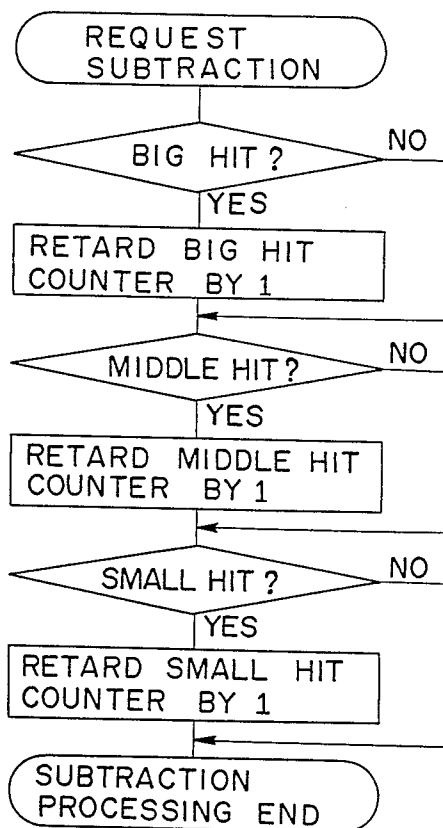 REQUEST
SUBTRACTION
BIG HIT?
NO
YES
RETARD BIG HIT
COUNTER BY 1
MIDDLE HIT?
NO
YES
RETARD MIDDLE HIT
COUNTER BY 1
SMALL HIT?
NO
YES
RETARD SMALL HIT
COUNTER BY 1
SUBTRACTION
PROCESSING END